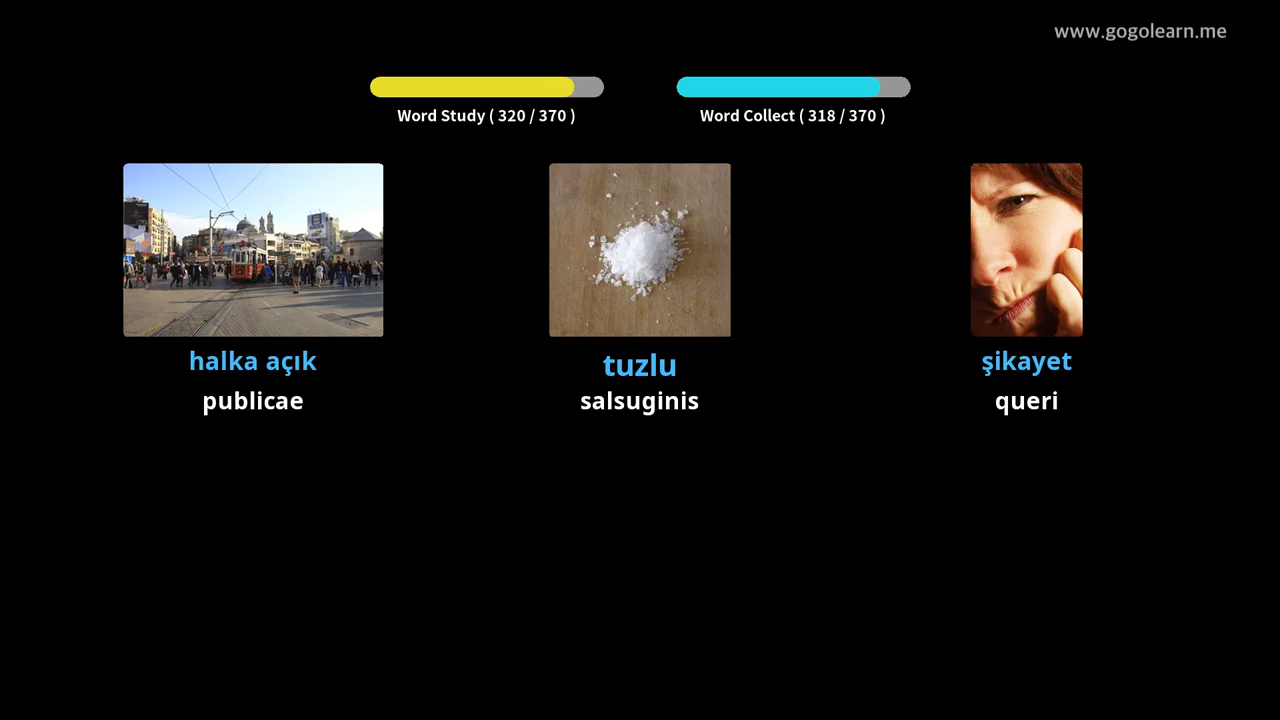 www.gogolearn.me
Word Study ( 320 / 370 )
Word Collect ( 318 / 370 )
halka açık
tuzlu
şikayet
publicae
salsuginis
queri